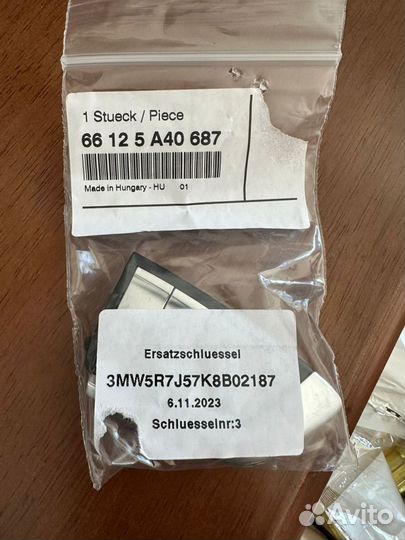 1 Stueck / Piece
66 12 5 A40 687
Made in Hungary - HU 01
Ersatzschluessel
3MW5R7J57K8B02187
6.11.2023
Schluesselnr:3
Avito